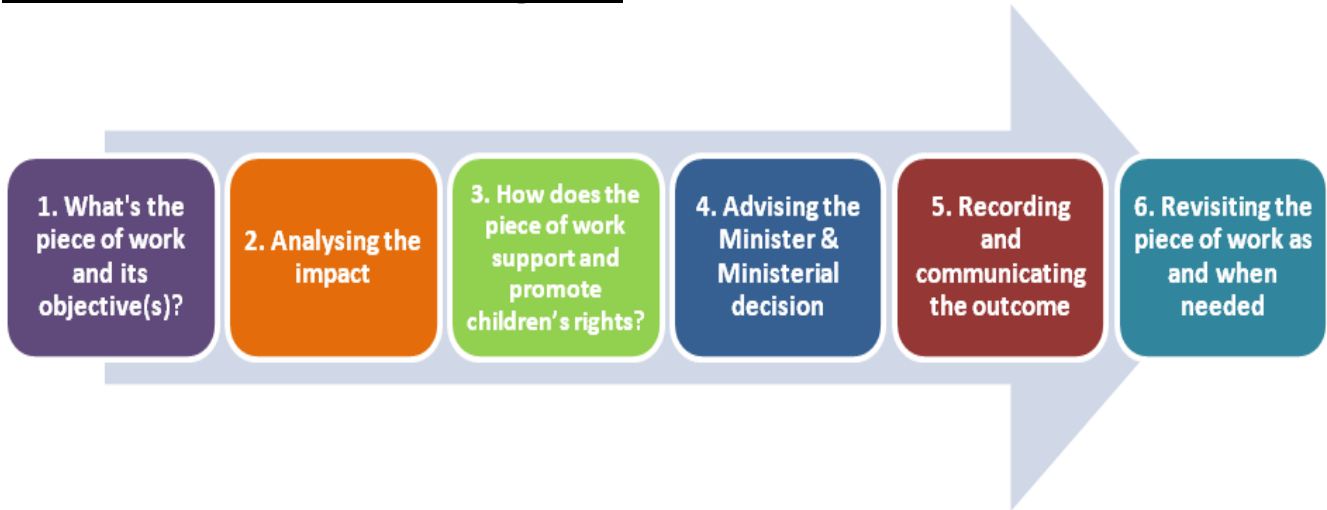 1. What's the
piece of work
and its
objective(s)?
2. Analysing the
impact
3. How does the
piece of work
support and
promote
children’s rights?
4. Advising the
Minister &
Ministerial
decision
5. Recording
and
communicating
the outcome
6. Revisiting the
piece of work as
and when
needed